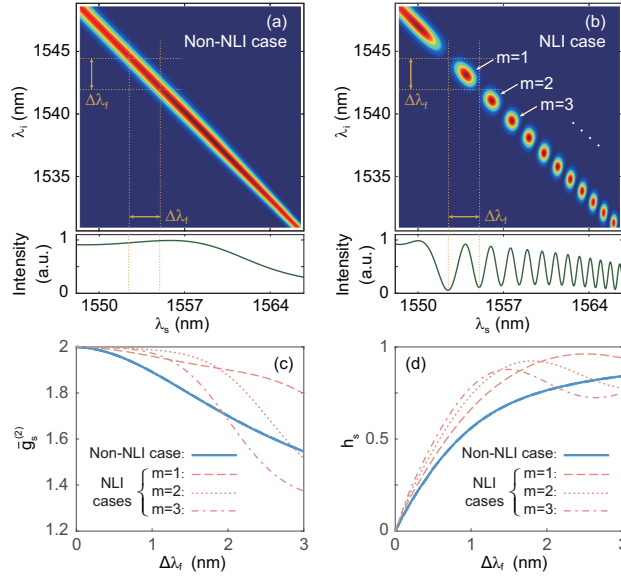 (a)
Non-NLI case
1545
1540
1535
λi (nm)
Δλf
Δλf
Intensity
(a.u.)
1
0
1550
1557
1564
λs (nm)
(b)
NLI case
m=1
m=2
m=3
1545
1540
1535
λi (nm)
Δλf
Δλf
Intensity
(a.u.)
1
0
1550
1557
1564
λs (nm)
(c)
2
1.8
1.6
1.4
1.2
g̅s(2)
Non-NLI case:
NLI
cases
m=1:
m=2:
m=3:
0
1
2
3
Δλf (nm)
(d)
1
0.5
0
hs
Non-NLI case:
NLI
cases
m=1:
m=2:
m=3:
0
1
2
3
Δλf (nm)